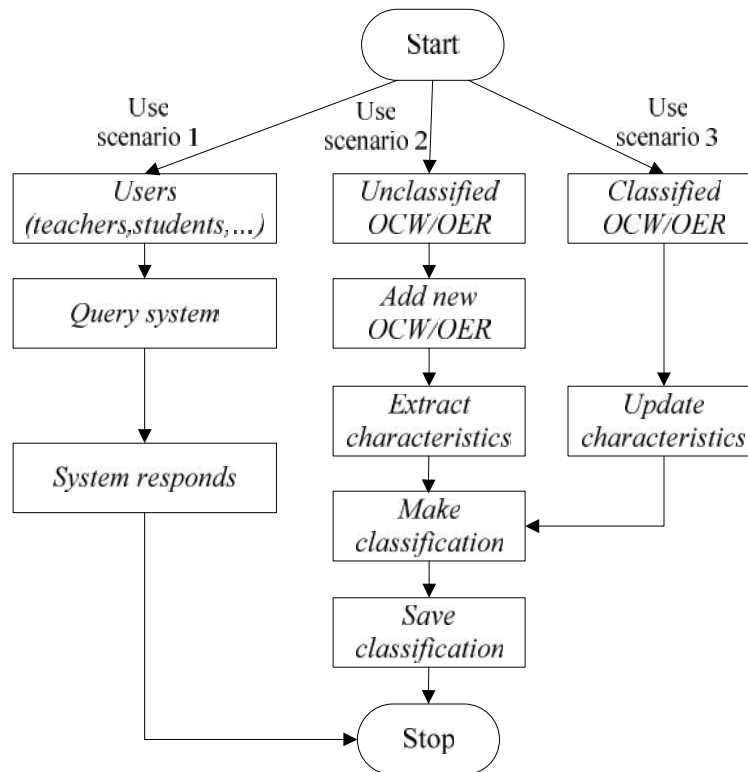 Start
Use
scenario 1
Use
scenario 2
Use
scenario 3
Users
(teachers,students,...)
Unclassified
OCW/OER
Classified
OCW/OER
Query system
Add new
OCW/OER
Extract
characteristics
Update
characteristics
System responds
Make
classification
Save
classification
Stop